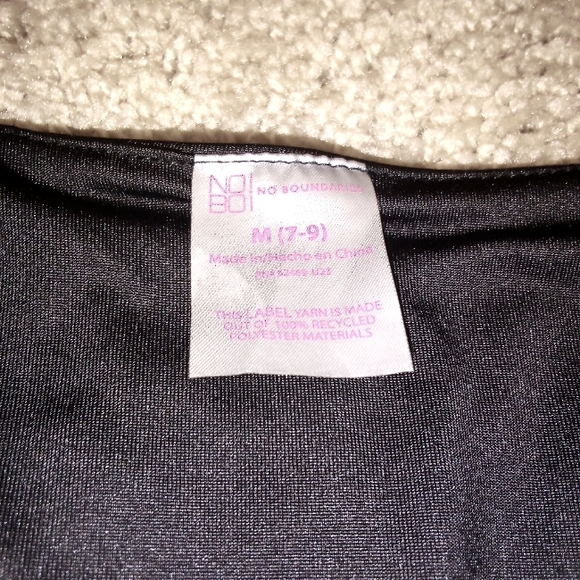 NO
BO
NO BOUNDARIES
M (7-9)
Made in/Hecho en China
THIS LABEL YARN IS MADE
OUT OF 100% RECYCLED
POLYESTER MATERIALS